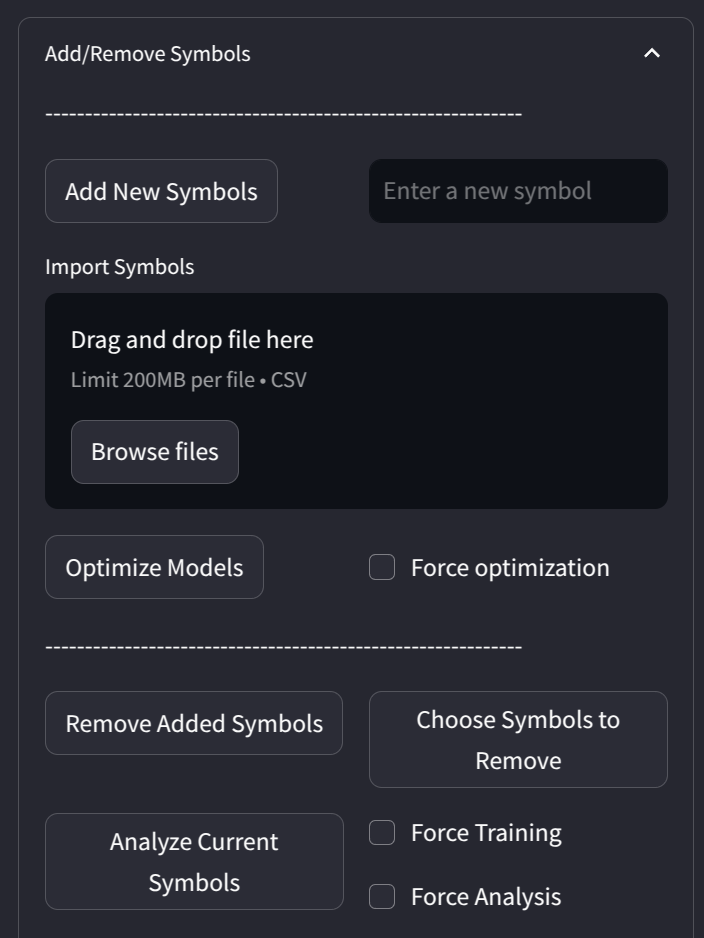 Add/Remove Symbols
------------------------------------------------------------
Add New Symbols
Enter a new symbol
Import Symbols
Drag and drop file here
Limit 200MB per file • CSV
Browse files
Optimize Models
Force optimization
------------------------------------------------------------
Remove Added Symbols
Choose Symbols to
Remove
Analyze Current
Symbols
Force Training
Force Analysis